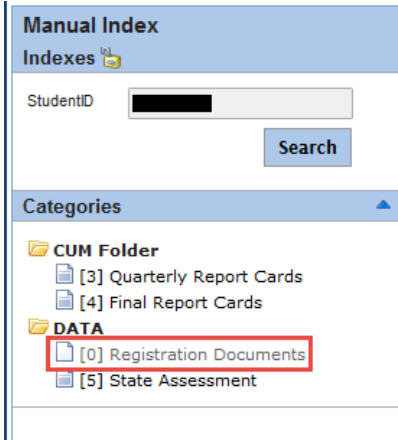 Manual Index
Indexes
StudentID
Search
Categories
CUM Folder
[3] Quarterly Report Cards
[4] Final Report Cards
DATA
[0] Registration Documents
[5] State Assessment